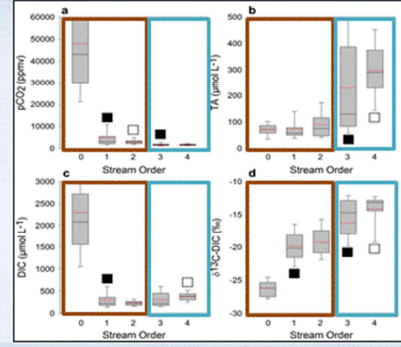 a
60000
50000
40000
30000
20000
10000
0
pCO2 (ppmv)
0 1 2 3 4
Stream Order
b
500
400
300
200
100
0
TA (µmol L-1)
0 1 2 3 4
Stream Order
c
3000
2500
2000
1500
1000
500
0
DIC (µmol L-1)
0 1 2 3 4
Stream Order
d
-10
-15
-20
-25
-30
δ13C-DIC (‰)
0 1 2 3 4
Stream Order